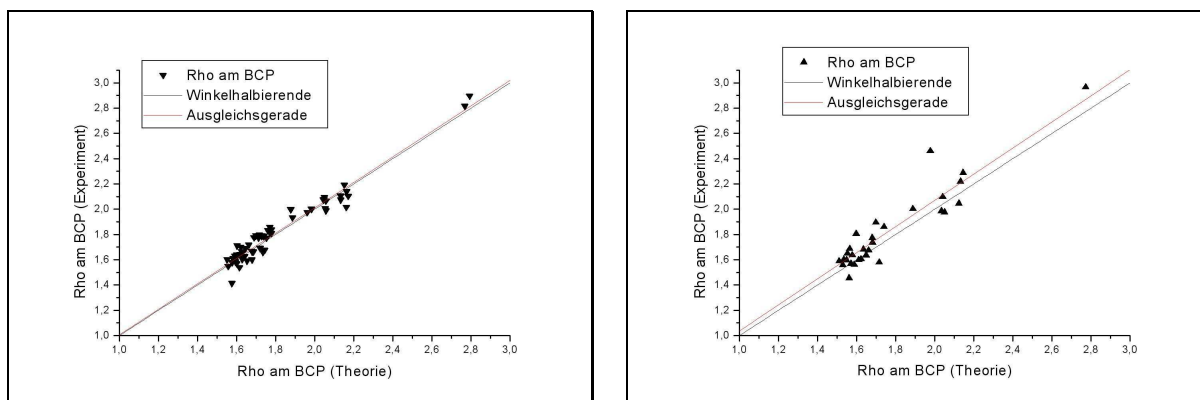 Rho am BCP
Winkelhalbierende
Ausgleichsgerade
Rho am BCP (Experiment)
3,0
2,8
2,6
2,4
2,2
2,0
1,8
1,6
1,4
1,2
1,0
1,0 1,2 1,4 1,6 1,8 2,0 2,2 2,4 2,6 2,8 3,0
Rho am BCP (Theorie)
Rho am BCP
Winkelhalbierende
Ausgleichsgerade
Rho am BCP (Experiment)
3,0
2,8
2,6
2,4
2,2
2,0
1,8
1,6
1,4
1,2
1,0
1,0 1,2 1,4 1,6 1,8 2,0 2,2 2,4 2,6 2,8 3,0
Rho am BCP (Theorie)